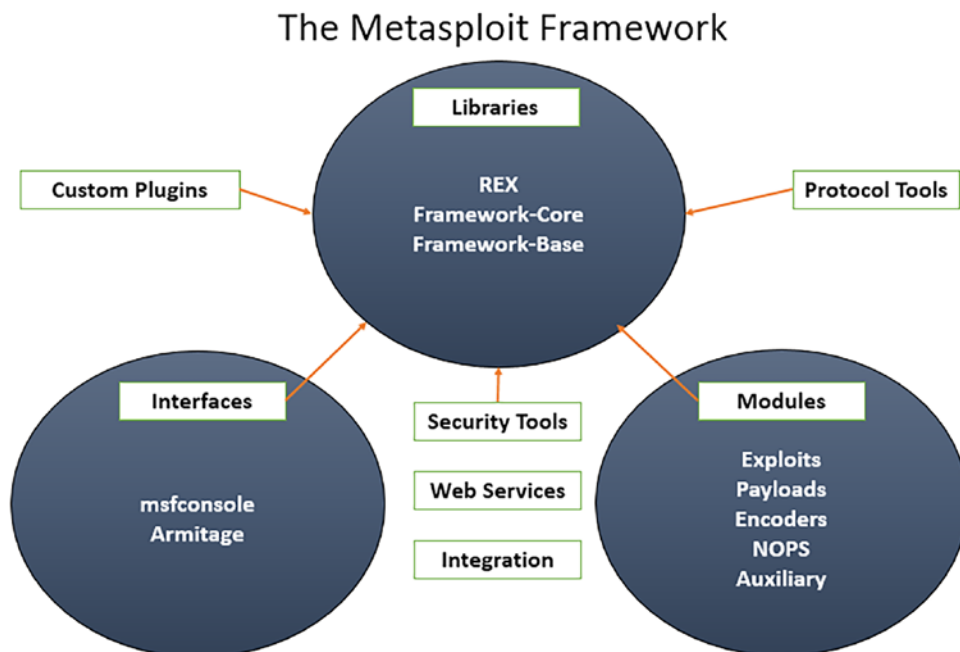 The Metasploit Framework
Libraries
REX
Framework-Core
Framework-Base
Custom Plugins
Protocol Tools
Interfaces
msfconsole
Armitage
Security Tools
Web Services
Integration
Modules
Exploits
Payloads
Encoders
NOPS
Auxiliary